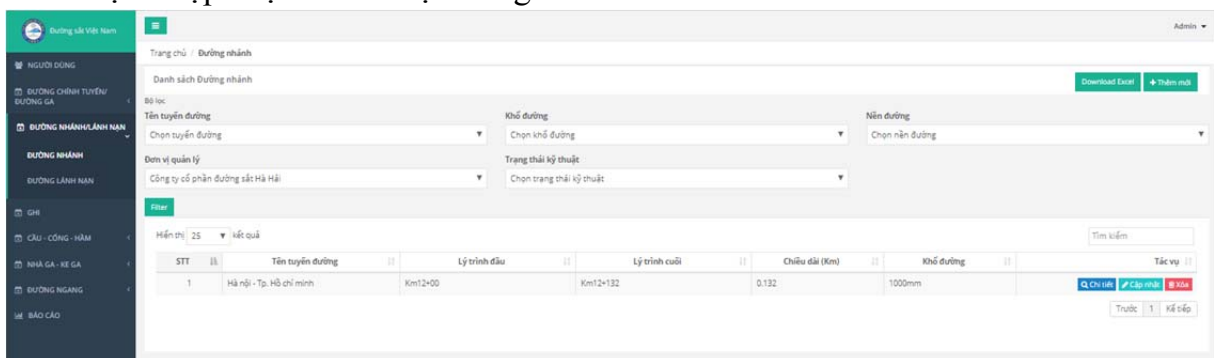 Đường sắt Việt Nam
Admin
Trang chủ / Đường nhánh
NGƯỜI DÙNG
ĐƯỜNG CHÍNH TUYẾN/
ĐƯỜNG GA
ĐƯỜNG NHÁNH/LÁNH NẠN
ĐƯỜNG NHÁNH
ĐƯỜNG LÁNH NẠN
GHI
CẦU - CỐNG - HẦM
NHÀ GA - KE GA
ĐƯỜNG NGANG
BÁO CÁO
Danh sách Đường nhánh
Download Excel + Thêm mới
Bộ lọc
Tên tuyến đường Khổ đường Nền đường
Chọn tuyến đường Chọn khổ đường Chọn nền đường
Đơn vị quản lý Trạng thái kỹ thuật
Công ty cổ phần đường sắt Hà Hải Chọn trạng thái kỹ thuật
Filter
Hiển thị 25 kết quả Tìm kiếm
STT Tên tuyến đường Lý trình đầu Lý trình cuối Chiều dài (Km) Khổ đường Tác vụ
1 Hà nội - Tp. Hồ chí minh Km12+00 Km12+132 0.132 1000mm Chi tiết Cập nhật Xóa
Trước 1 Kế tiếp